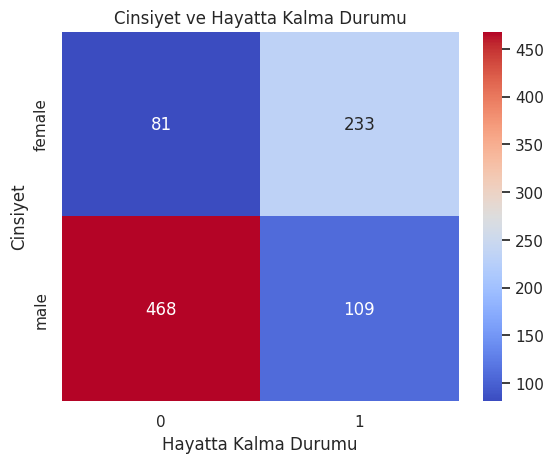 Cinsiyet ve Hayatta Kalma Durumu
female
81
233
male
468
109
Cinsiyet
0
1
Hayatta Kalma Durumu
450
400
350
300
250
200
150
100